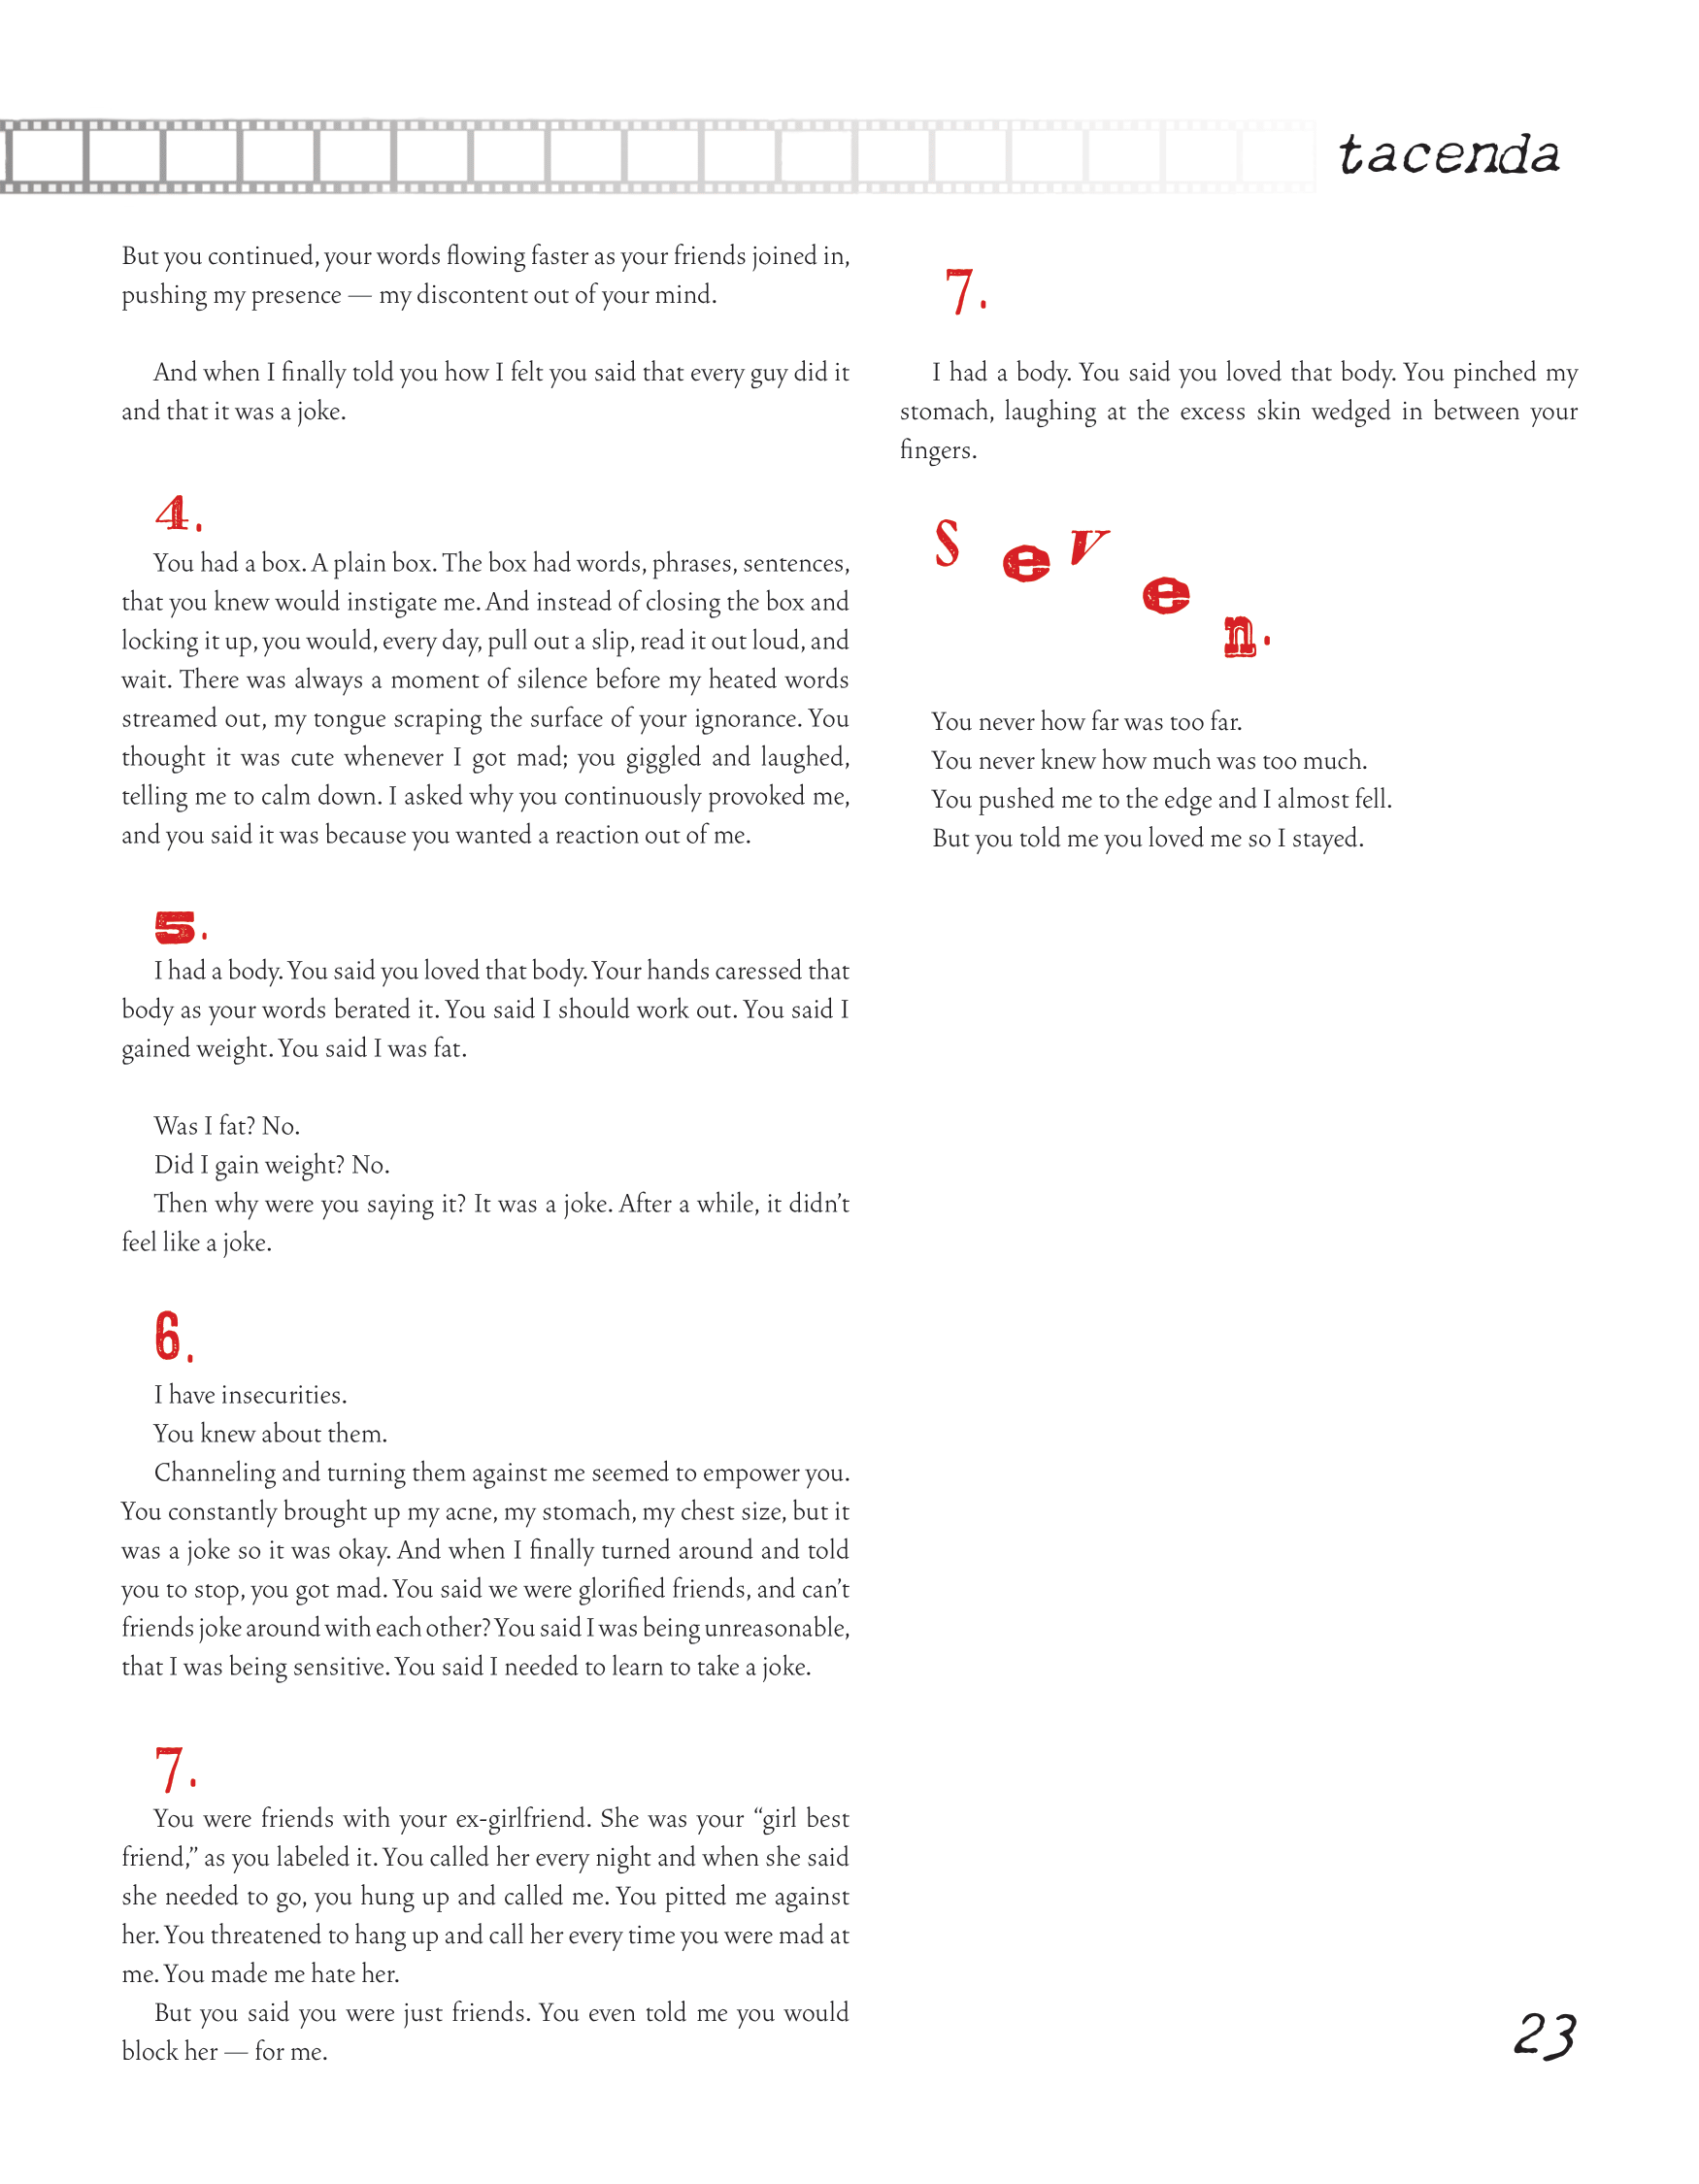 tacenda
But you continued, your words flowing faster as your friends joined in,
pushing my presence — my discontent out of your mind.
And when I finally told you how I felt you said that every guy did it
and that it was a joke.
4.
You had a box. A plain box. The box had words, phrases, sentences,
that you knew would instigate me. And instead of closing the box and
locking it up, you would, every day, pull out a slip, read it out loud, and
wait. There was always a moment of silence before my heated words
streamed out, my tongue scraping the surface of your ignorance. You
thought it was cute whenever I got mad; you giggled and laughed,
telling me to calm down. I asked why you continuously provoked me,
and you said it was because you wanted a reaction out of me.
5.
I had a body. You said you loved that body. Your hands caressed that
body as your words berated it. You said I should work out. You said I
gained weight. You said I was fat.
Was I fat? No.
Did I gain weight? No.
Then why were you saying it? It was a joke. After a while, it didn’t
feel like a joke.
6.
I have insecurities.
You knew about them.
Channeling and turning them against me seemed to empower you.
You constantly brought up my acne, my stomach, my chest size, but it
was a joke so it was okay. And when I finally turned around and told
you to stop, you got mad. You said we were glorified friends, and can’t
friends joke around with each other? You said I was being unreasonable,
that I was being sensitive. You said I needed to learn to take a joke.
7.
You were friends with your ex-girlfriend. She was your “girl best
friend,” as you labeled it. You called her every night and when she said
she needed to go, you hung up and called me. You pitted me against
her. You threatened to hang up and call her every time you were mad at
me. You made me hate her.
But you said you were just friends. You even told me you would
block her — for me.
7.
I had a body. You said you loved that body. You pinched my
stomach, laughing at the excess skin wedged in between your
fingers.
Seven.
You never how far was too far.
You never knew how much was too much.
You pushed me to the edge and I almost fell.
But you told me you loved me so I stayed.
23